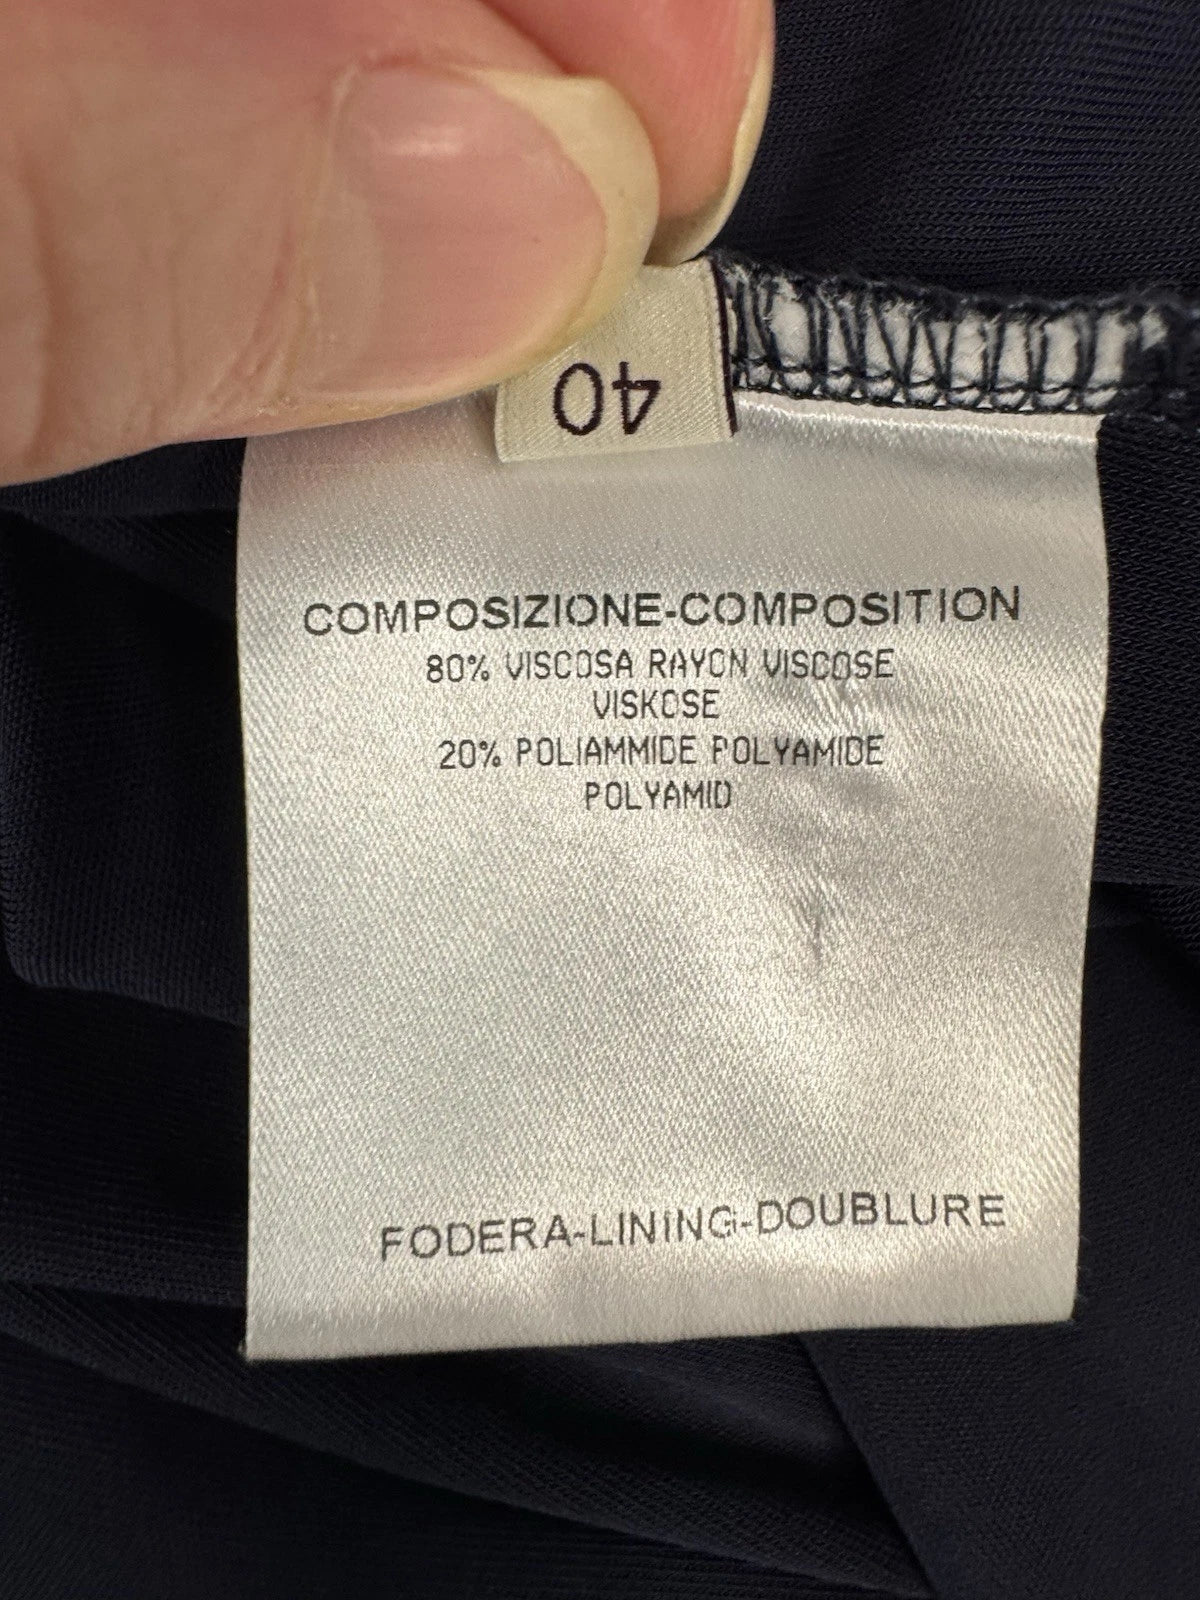 40
COMPOSIZIONE-COMPOSITION
80% VISCOSA RAYON VISCOSE
VISKOSE
20% POLIAMMIDE POLYAMIDE
POLYAMID
FODERA-LINING-DOUBLURE